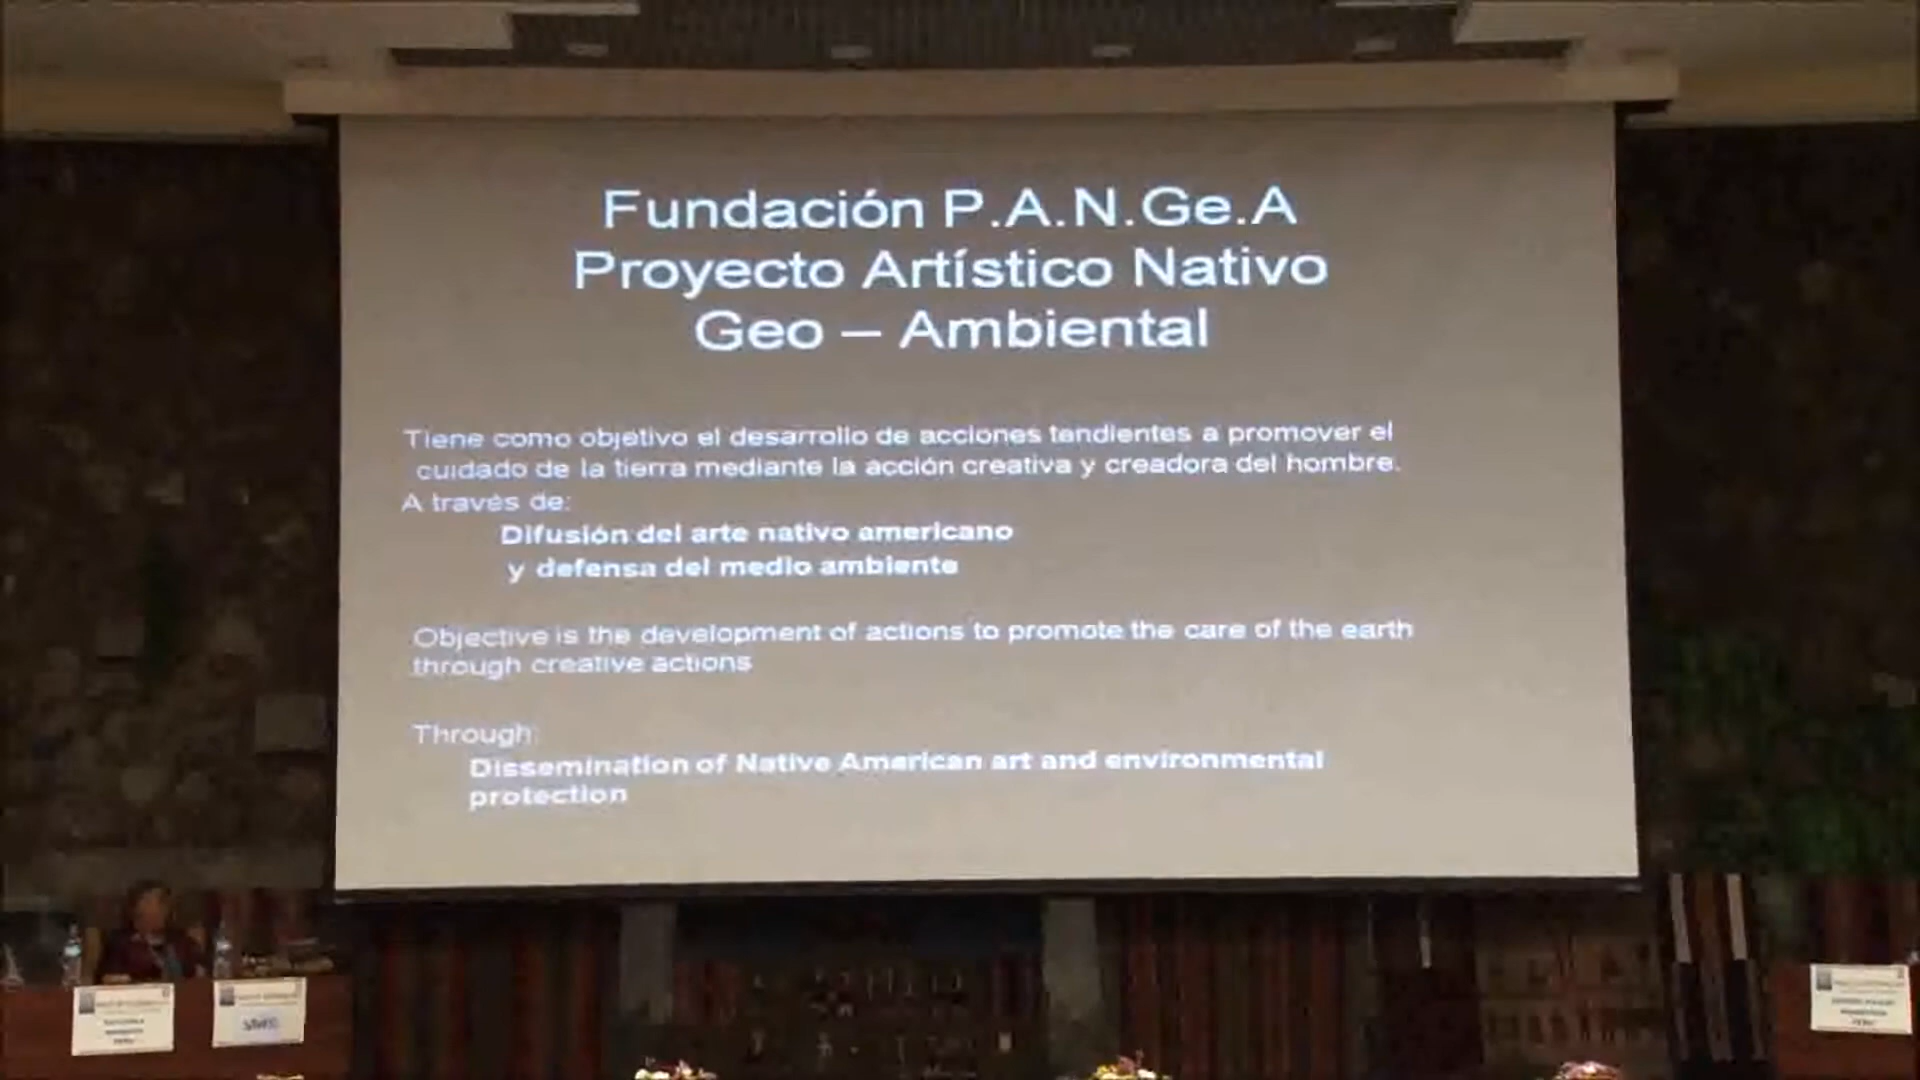 Fundación P.A.N.Ge.A
Proyecto Artístico Nativo
Geo – Ambiental
Tiene como objetivo el desarrollo de acciones tendientes a promover el
cuidado de la tierra mediante la acción creativa y creadora del hombre.
A través de:
Difusión del arte nativo americano
y defensa del medio ambiente
Objective is the development of actions to promote the care of the earth
through creative actions
Through:
Dissemination of Native American art and environmental
protection